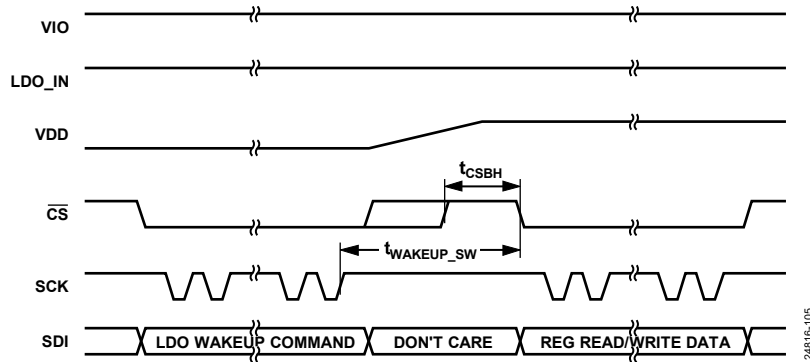 VIO
LDO_IN
VDD
tCSBH
CS
tWAKEUP_SW
SCK
SDI
LDO WAKEUP COMMAND
DON'T CARE
REG READ/WRITE DATA
24816-105